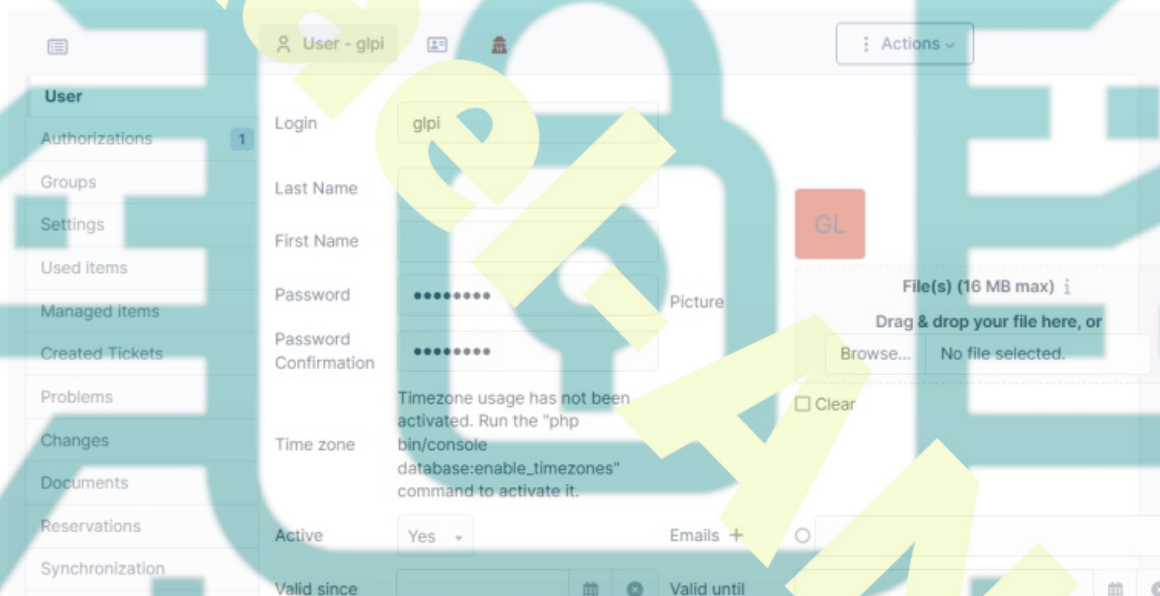 User - glpi
Actions
User
Authorizations 1
Groups
Settings
Used items
Managed items
Created Tickets
Problems
Changes
Documents
Reservations
Synchronization
Login
glpi
Last Name
First Name
Password
••••••••
Password
Confirmation
••••••••
Time zone
Timezone usage has not been
activated. Run the "php
bin/console
database:enable_timezones"
command to activate it.
Active
Yes
Valid since
Picture
GL
File(s) (16 MB max) i
Drag & drop your file here, or
Browse... No file selected.
Clear
Emails +
Valid until